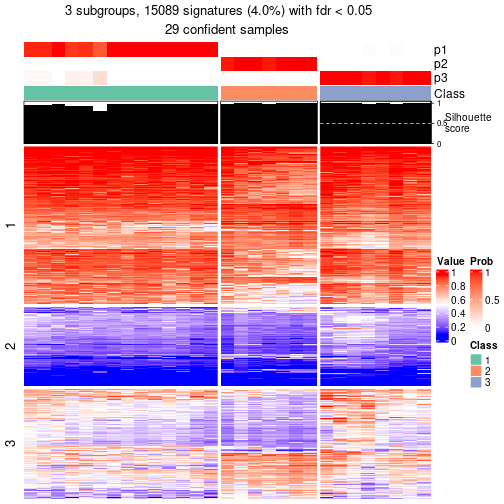 3 subgroups, 15089 signatures (4.0%) with fdr < 0.05
29 confident samples
p1
p2
p3
Class
1
0.5
0
Silhouette
score
1
2
3
Value
1
0.8
0.6
0.4
0.2
0
Prob
1
0.5
0
Class
1
2
3